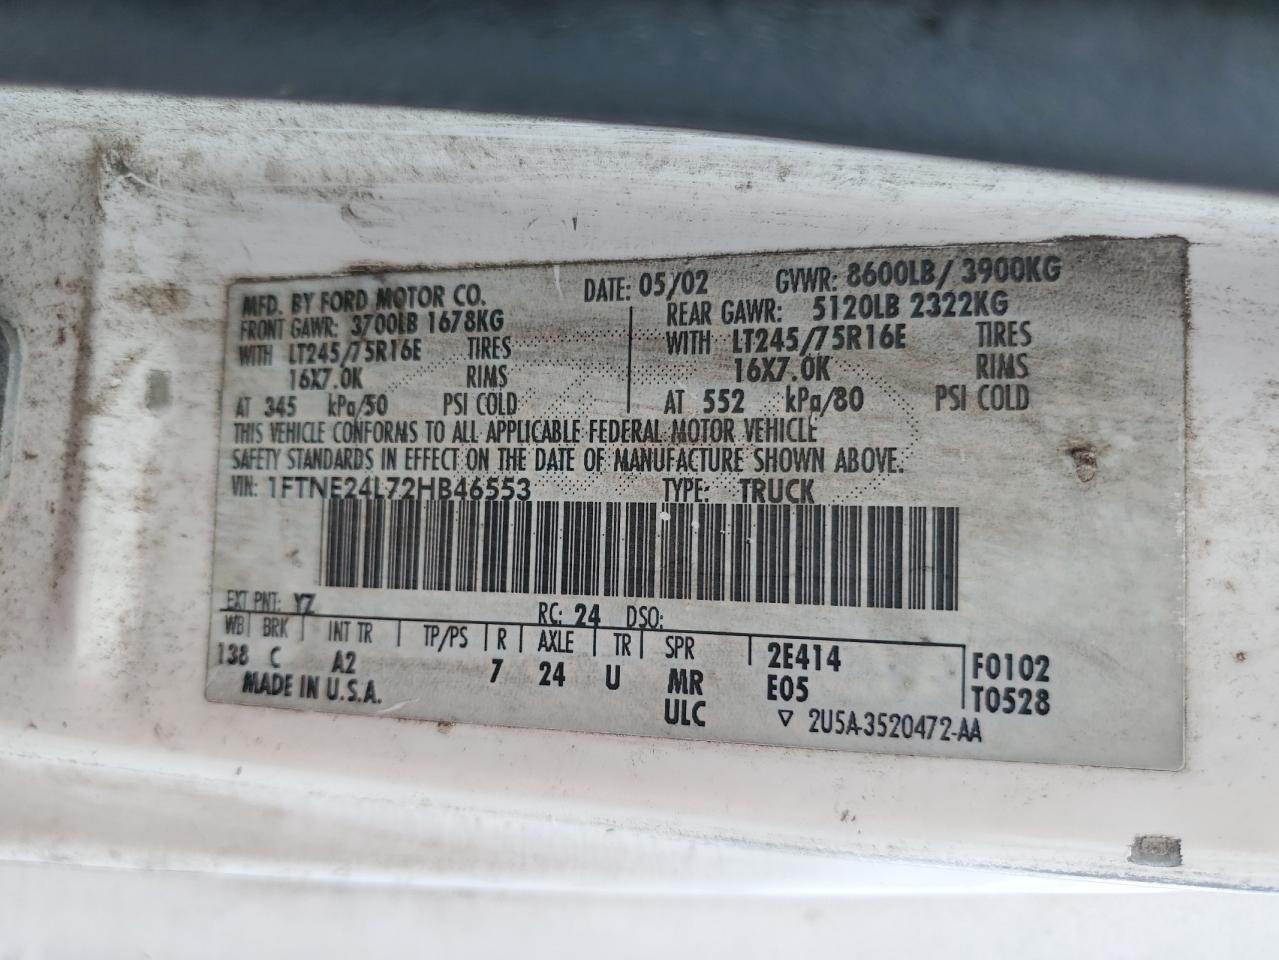 MFD. BY FORD MOTOR CO. DATE: 05/02 GVWR: 8600LB/ 3900KG
FRONT GAWR: 3700LB 1678KG REAR GAWR: 5120LB 2322KG
WITH LT245/75R16E TIRES WITH LT245/75R16E TIRES
16X7.0K RIMS 16X7.0K RIMS
AT 345 kPa/50 PSI COLD AT 552 kPa/80 PSI COLD
THIS VEHICLE CONFORMS TO ALL APPLICABLE FEDERAL MOTOR VEHICLE
SAFETY STANDARDS IN EFFECT ON THE DATE OF MANUFACTURE SHOWN ABOVE.
VIN: 1FTNE24L72HB46553 TYPE: TRUCK
EXT PNT: YZ RC: 24 DSO:
WB BRK INT TR TP/PS R AXLE TR SPR 2E414 F0102
138 C A2 7 24 U MR E05 T0528
MADE IN U.S.A. ULC ▽ 2U5A-3520472-AA